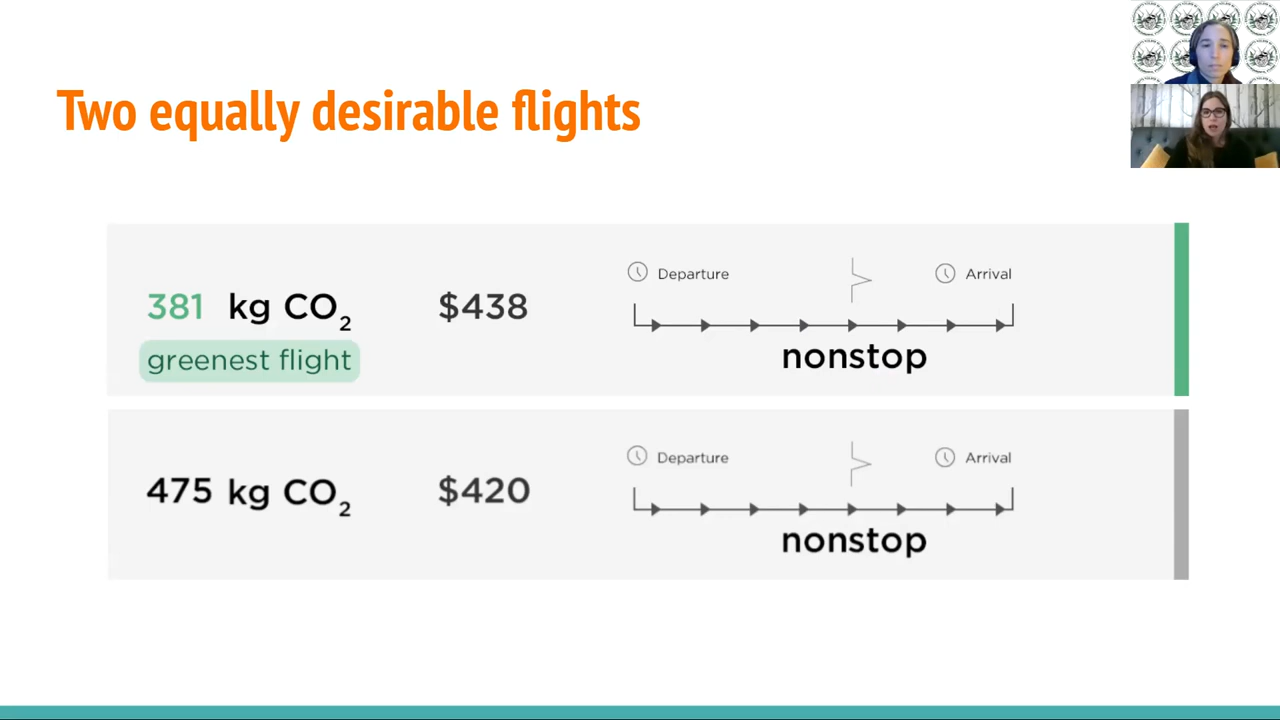 Two equally desirable flights
381 kg CO2 $438
greenest flight
Departure Arrival
nonstop
475 kg CO2 $420
Departure Arrival
nonstop